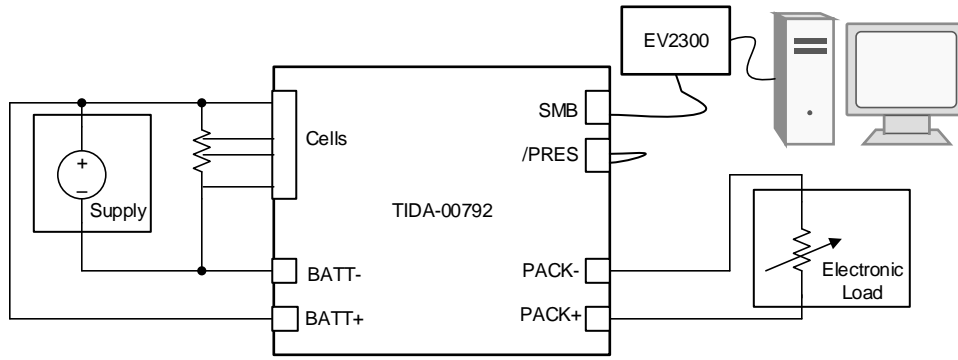 EV2300
SMB
Cells
/PRES
+
−
Supply
TIDA-00792
BATT-
PACK-
Electronic
Load
BATT+
PACK+